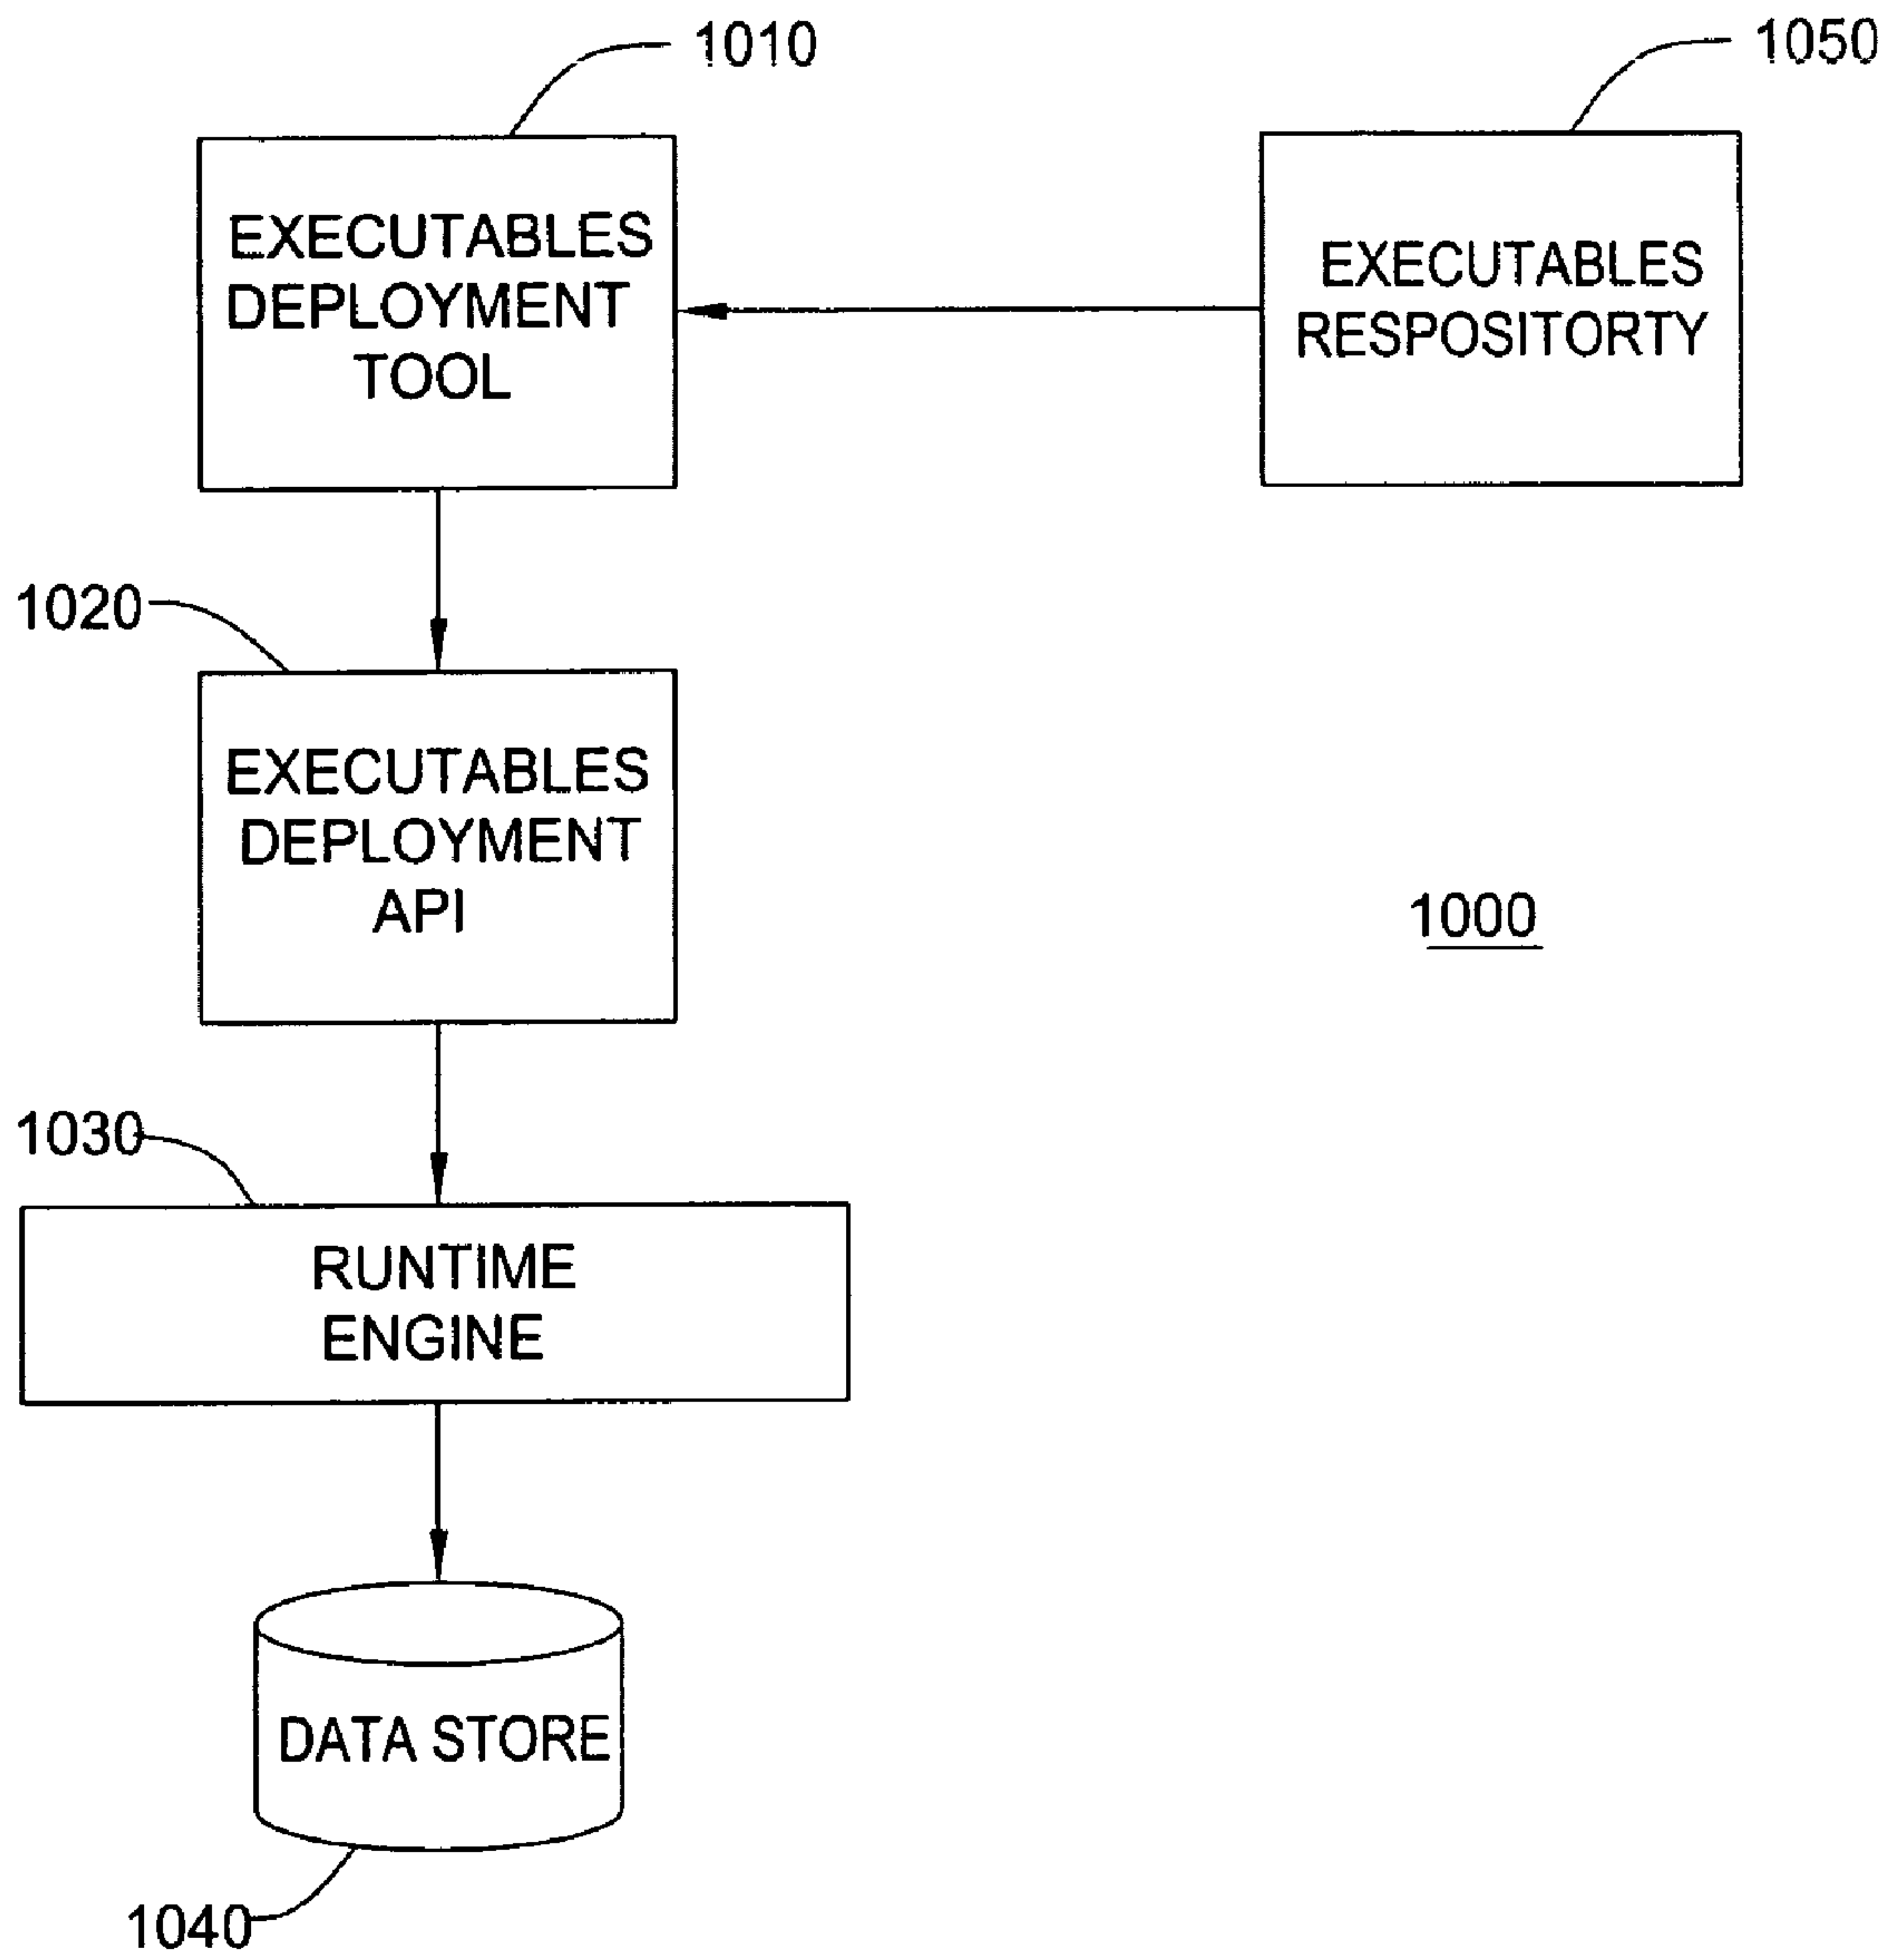 1010
1050
EXECUTABLES
DEPLOYMENT
TOOL
EXECUTABLES
RESPOSITORTY
1020
EXECUTABLES
DEPLOYMENT
API
1000
1030
RUNTIME
ENGINE
DATA STORE
1040